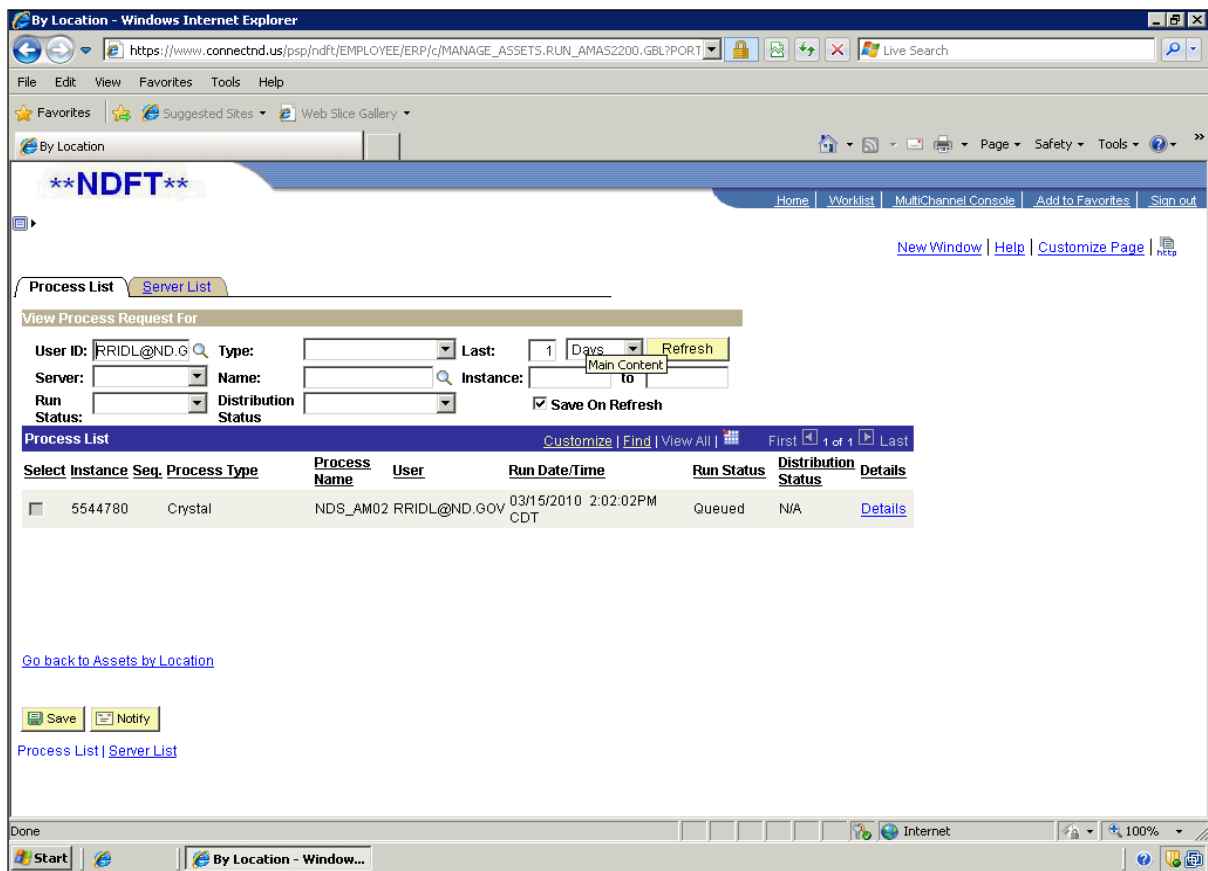 By Location - Windows Internet Explorer
https://www.connectnd.us/psp/ndft/EMPLOYEE/ERP/c/MANAGE_ASSETS.RUN_AMAS2200.GBL?PORT
Live Search
File Edit View Favorites Tools Help
Favorites Suggested Sites Web Slice Gallery
By Location Page Safety Tools »
**NDFT**
Home | Worklist | MultiChannel Console | Add to Favorites | Sign out
New Window | Help | Customize Page | http
Process List Server List
View Process Request For
User ID: RRIDL@ND.G Type: Last: 1 Days Refresh
Main Content
Server: Name: Instance: to
Run Status: Distribution Status Save On Refresh
Process List Customize | Find | View All | First 1 of 1 Last
Select Instance Seq. Process Type Process Name User Run Date/Time Run Status Distribution Status Details
5544780 Crystal NDS_AM02 RRIDL@ND.GOV 03/15/2010 2:02:02PM CDT Queued N/A Details
Go back to Assets by Location
Save Notify
Process List | Server List
Done Internet 100%
Start By Location - Window...